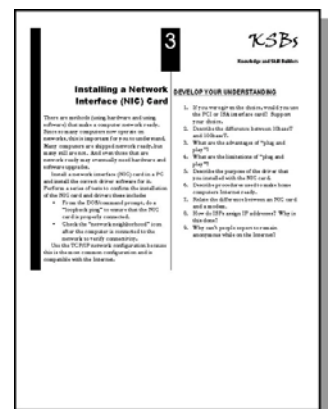 3
KSBs
Knowledge and Skill Builders
Installing a Network
Interface (NIC) Card
There are methods (using hardware and using
software) that make a computer network ready.
Since so many computers now operate on
networks, this is important for you to understand.
Many computers are shipped network ready, but
many still are not. And even those that are
network ready may eventually need hardware and
software upgrades.
Install a network interface (NIC) card in a PC
and install the correct driver software for it.
Perform a series of tests to confirm the installation
of the NIC card and drivers these include:
• From the DOS command prompt, do a
"loopback ping" to ensure that the NIC
card is properly connected.
• Check the "network neighborhood" icon
after the computer is connected to the
network to verify connectivity.
Use the TCP/IP network configuration because
this is the most common configuration and is
compatible with the Internet.
DEVELOP YOUR UNDERSTANDING
1. If you were given the choice, would you use
the PCI or ISA interface card? Support
your choice.
2. Describe the difference between 10baseT
and 100baseT.
3. What are the advantages of "plug and
play"?
4. What are the limitations of "plug and
play"?
5. Describe the purpose of the driver that
you installed with the NIC card.
6. Describe procedures used to make home
computers Internet ready.
7. Relate the difference between an NIC card
and a modem.
8. How do ISPs assign IP addresses? Why is
this done?
9. Why can't people expect to remain
anonymous while on the Internet?